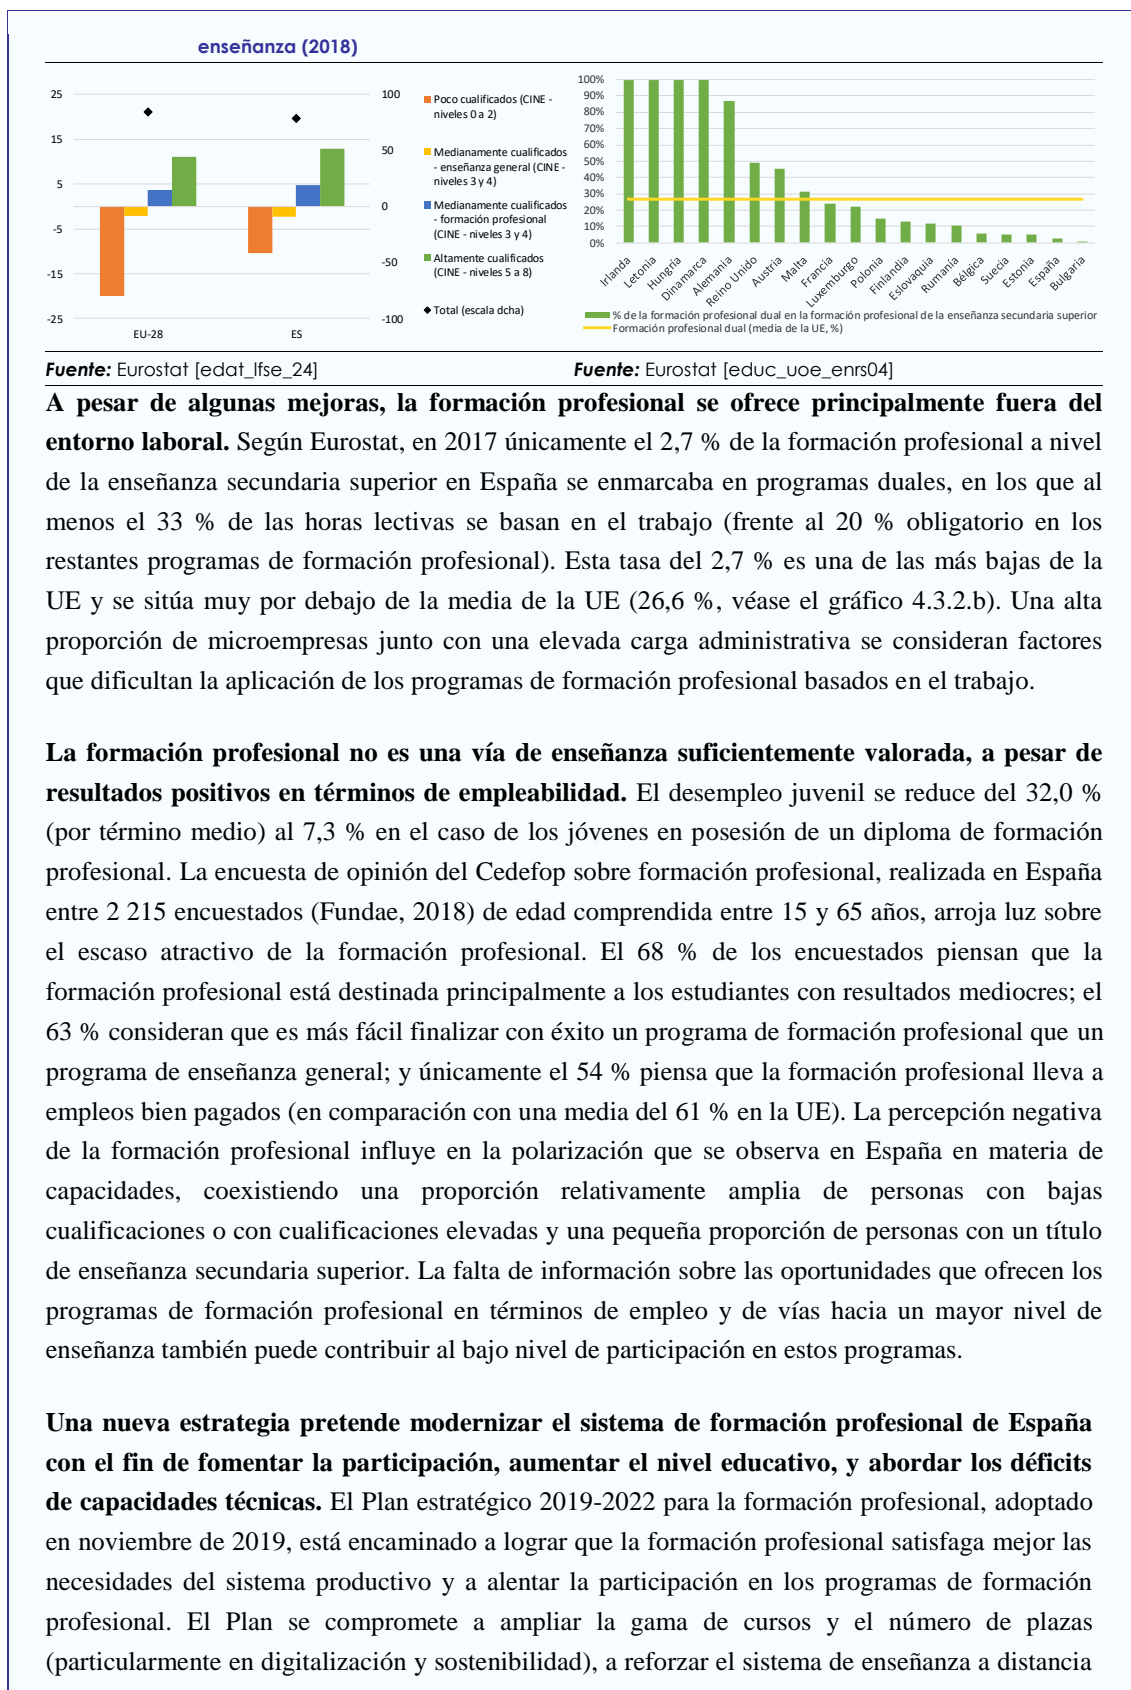 enseñanza (2018)
25
15
5
-5
-15
-25
100
50
0
-50
-100
EU-28
ES
Poco cualificados (CINE -
niveles 0 a 2)
Medianamente cualificados
- enseñanza general (CINE -
niveles 3 y 4)
Medianamente cualificados
- formación profesional
(CINE - niveles 3 y 4)
Altamente cualificados
(CINE - niveles 5 a 8)
Total (escala dcha)
100%
90%
80%
70%
60%
50%
40%
30%
20%
10%
0%
Irlanda
Letonia
Hungría
Dinamarca
Alemania
Reino Unido
Austria
Malta
Francia
Luxemburgo
Polonia
Finlandia
Eslovaquia
Rumanía
Bélgica
Suecia
Estonia
España
Bulgaria
% de la formación profesional dual en la formación profesional de la enseñanza secundaria superior
Formación profesional dual (media de la UE, %)
Fuente: Eurostat [edat_lfse_24]
Fuente: Eurostat [educ_uoe_enrs04]
A pesar de algunas mejoras, la formación profesional se ofrece principalmente fuera del
entorno laboral. Según Eurostat, en 2017 únicamente el 2,7 % de la formación profesional a nivel
de la enseñanza secundaria superior en España se enmarcaba en programas duales, en los que al
menos el 33 % de las horas lectivas se basan en el trabajo (frente al 20 % obligatorio en los
restantes programas de formación profesional). Esta tasa del 2,7 % es una de las más bajas de la
UE y se sitúa muy por debajo de la media de la UE (26,6 %, véase el gráfico 4.3.2.b). Una alta
proporción de microempresas junto con una elevada carga administrativa se consideran factores
que dificultan la aplicación de los programas de formación profesional basados en el trabajo.
La formación profesional no es una vía de enseñanza suficientemente valorada, a pesar de
resultados positivos en términos de empleabilidad. El desempleo juvenil se reduce del 32,0 %
(por término medio) al 7,3 % en el caso de los jóvenes en posesión de un diploma de formación
profesional. La encuesta de opinión del Cedefop sobre formación profesional, realizada en España
entre 2 215 encuestados (Fundae, 2018) de edad comprendida entre 15 y 65 años, arroja luz sobre
el escaso atractivo de la formación profesional. El 68 % de los encuestados piensan que la
formación profesional está destinada principalmente a los estudiantes con resultados mediocres; el
63 % consideran que es más fácil finalizar con éxito un programa de formación profesional que un
programa de enseñanza general; y únicamente el 54 % piensa que la formación profesional lleva a
empleos bien pagados (en comparación con una media del 61 % en la UE). La percepción negativa
de la formación profesional influye en la polarización que se observa en España en materia de
capacidades, coexistiendo una proporción relativamente amplia de personas con bajas
cualificaciones o con cualificaciones elevadas y una pequeña proporción de personas con un título
de enseñanza secundaria superior. La falta de información sobre las oportunidades que ofrecen los
programas de formación profesional en términos de empleo y de vías hacia un mayor nivel de
enseñanza también puede contribuir al bajo nivel de participación en estos programas.
Una nueva estrategia pretende modernizar el sistema de formación profesional de España
con el fin de fomentar la participación, aumentar el nivel educativo, y abordar los déficits
de capacidades técnicas. El Plan estratégico 2019-2022 para la formación profesional, adoptado
en noviembre de 2019, está encaminado a lograr que la formación profesional satisfaga mejor las
necesidades del sistema productivo y a alentar la participación en los programas de formación
profesional. El Plan se compromete a ampliar la gama de cursos y el número de plazas
(particularmente en digitalización y sostenibilidad), a reforzar el sistema de enseñanza a distancia